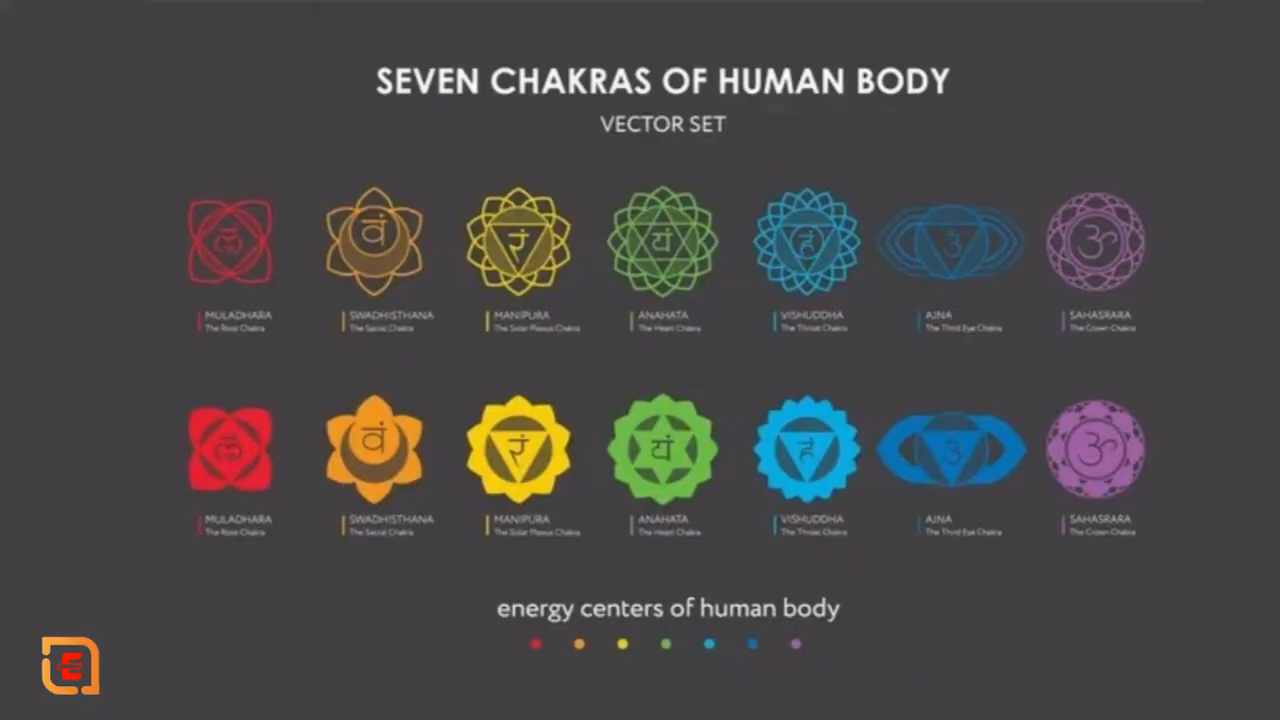 SEVEN CHAKRAS OF HUMAN BODY
VECTOR SET
लं
वं
रं
यं
हं
MULADHARA
The Root Chakra
SWADHISTHANA
The Sacral Chakra
MANIPURA
The Solar Plexus Chakra
ANAHATA
The Heart Chakra
VISHUDDHA
The Throat Chakra
AJNA
The Third Eye Chakra
SAHASRARA
The Crown Chakra
लं
वं
रं
यं
हं
MULADHARA
The Root Chakra
SWADHISTHANA
The Sacral Chakra
MANIPURA
The Solar Plexus Chakra
ANAHATA
The Heart Chakra
VISHUDDHA
The Throat Chakra
AJNA
The Third Eye Chakra
SAHASRARA
The Crown Chakra
energy centers of human body
E